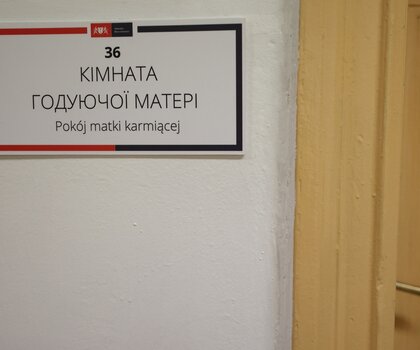 36
КІМНАТА
ГОДУЮЧОЇ МАТЕРІ
Pokój matki karmiącej